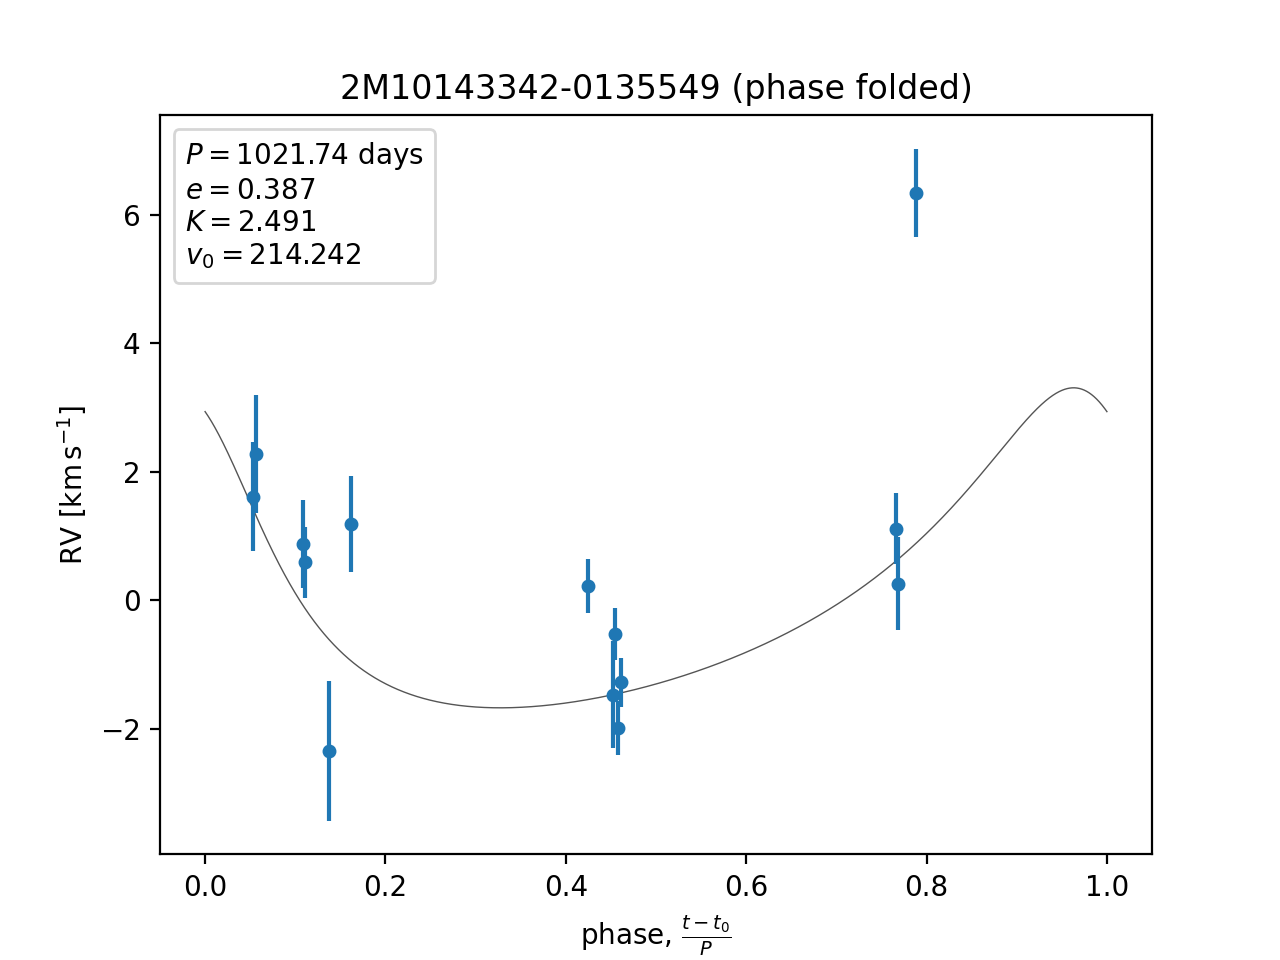 2M10143342-0135549 (phase folded)
P = 1021.74 days
e = 0.387
K = 2.491
v₀ = 214.242
RV [km s⁻¹]
6
4
2
0
−2
0.0 0.2 0.4 0.6 0.8 1.0
phase, (t − t₀)/P